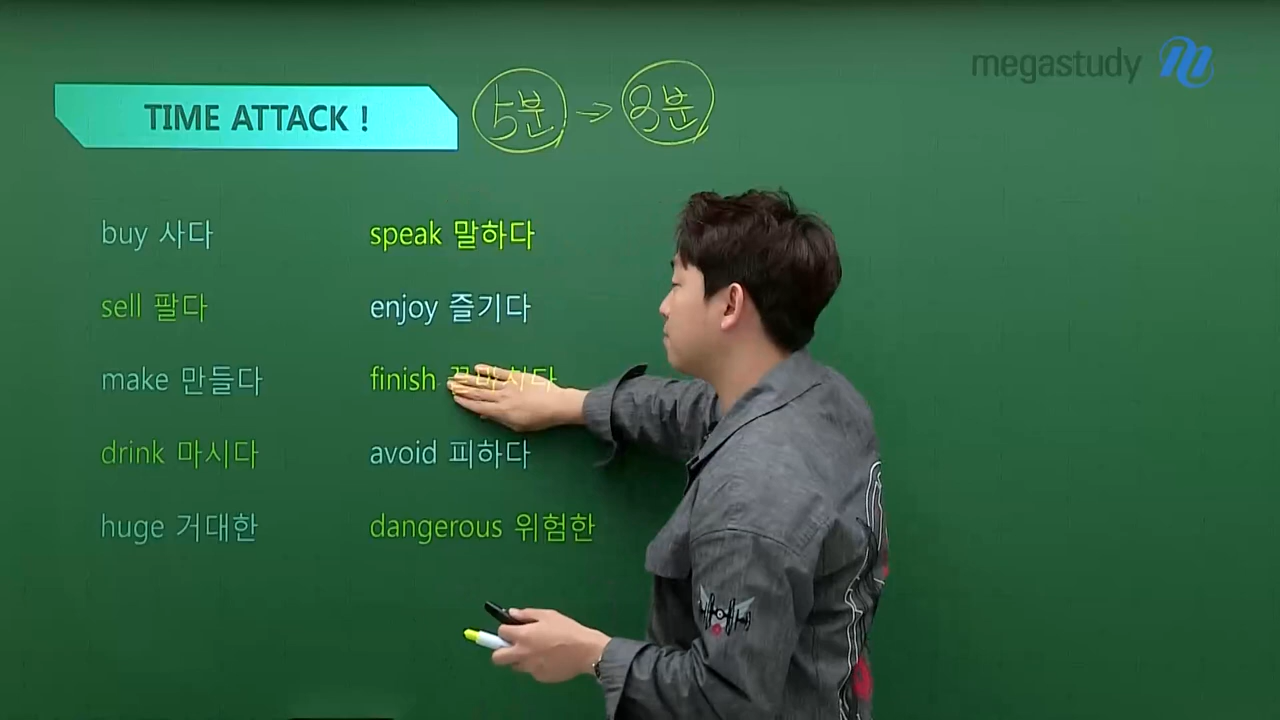 megastudy
TIME ATTACK !
5분 → 8분
buy 사다
sell 팔다
make 만들다
drink 마시다
huge 거대한
speak 말하다
enjoy 즐기다
finish
avoid 피하다
dangerous 위험한